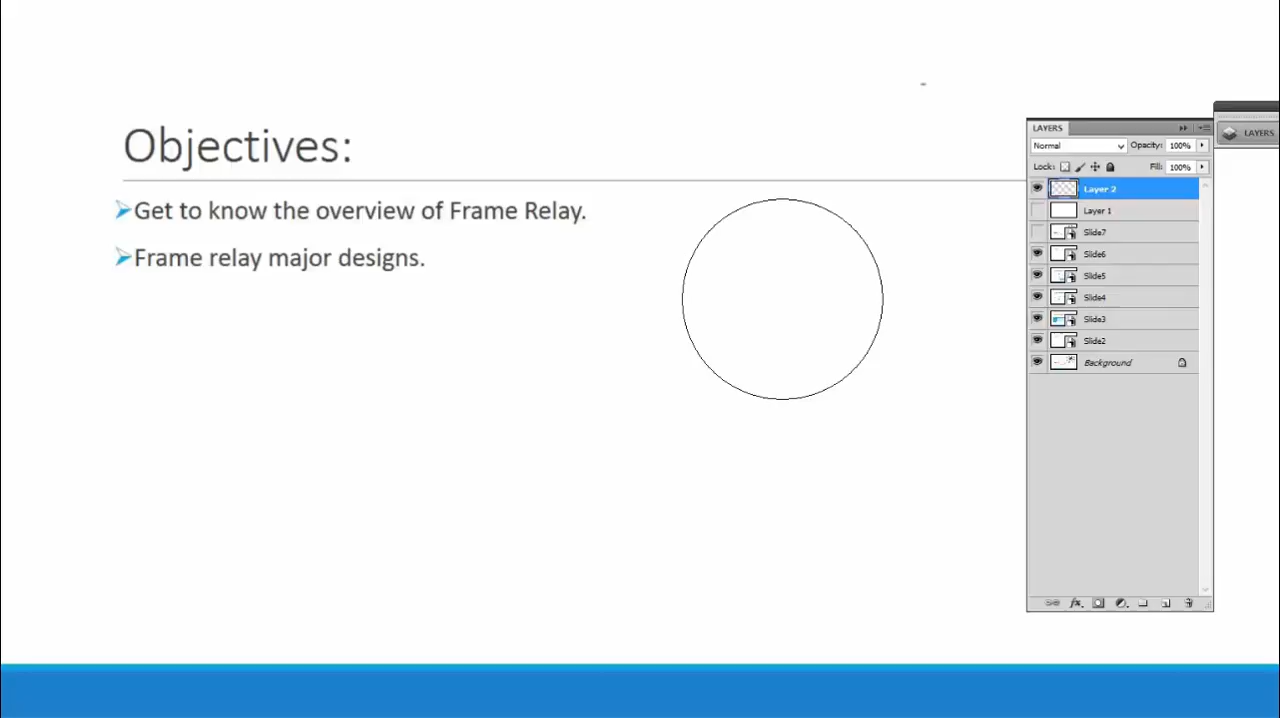 Objectives:
➢Get to know the overview of Frame Relay.
➢Frame relay major designs.
LAYERS
LAYERS
Normal
Opacity: 100%
Lock:
Fill: 100%
Layer 2
Layer 1
Slide7
Slide6
Slide5
Slide4
Slide3
Slide2
Background
fx